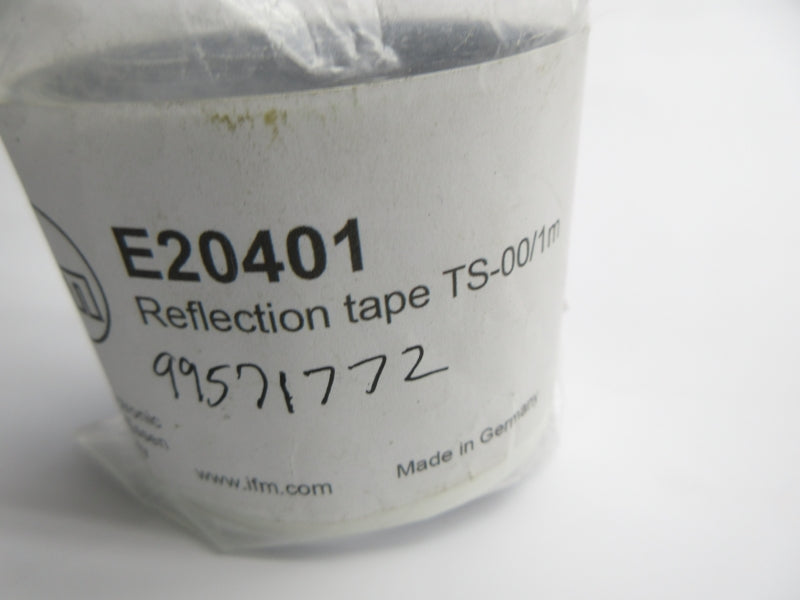 E20401
Reflection tape TS-00/1m
99571772
www.ifm.com
Made in Germany